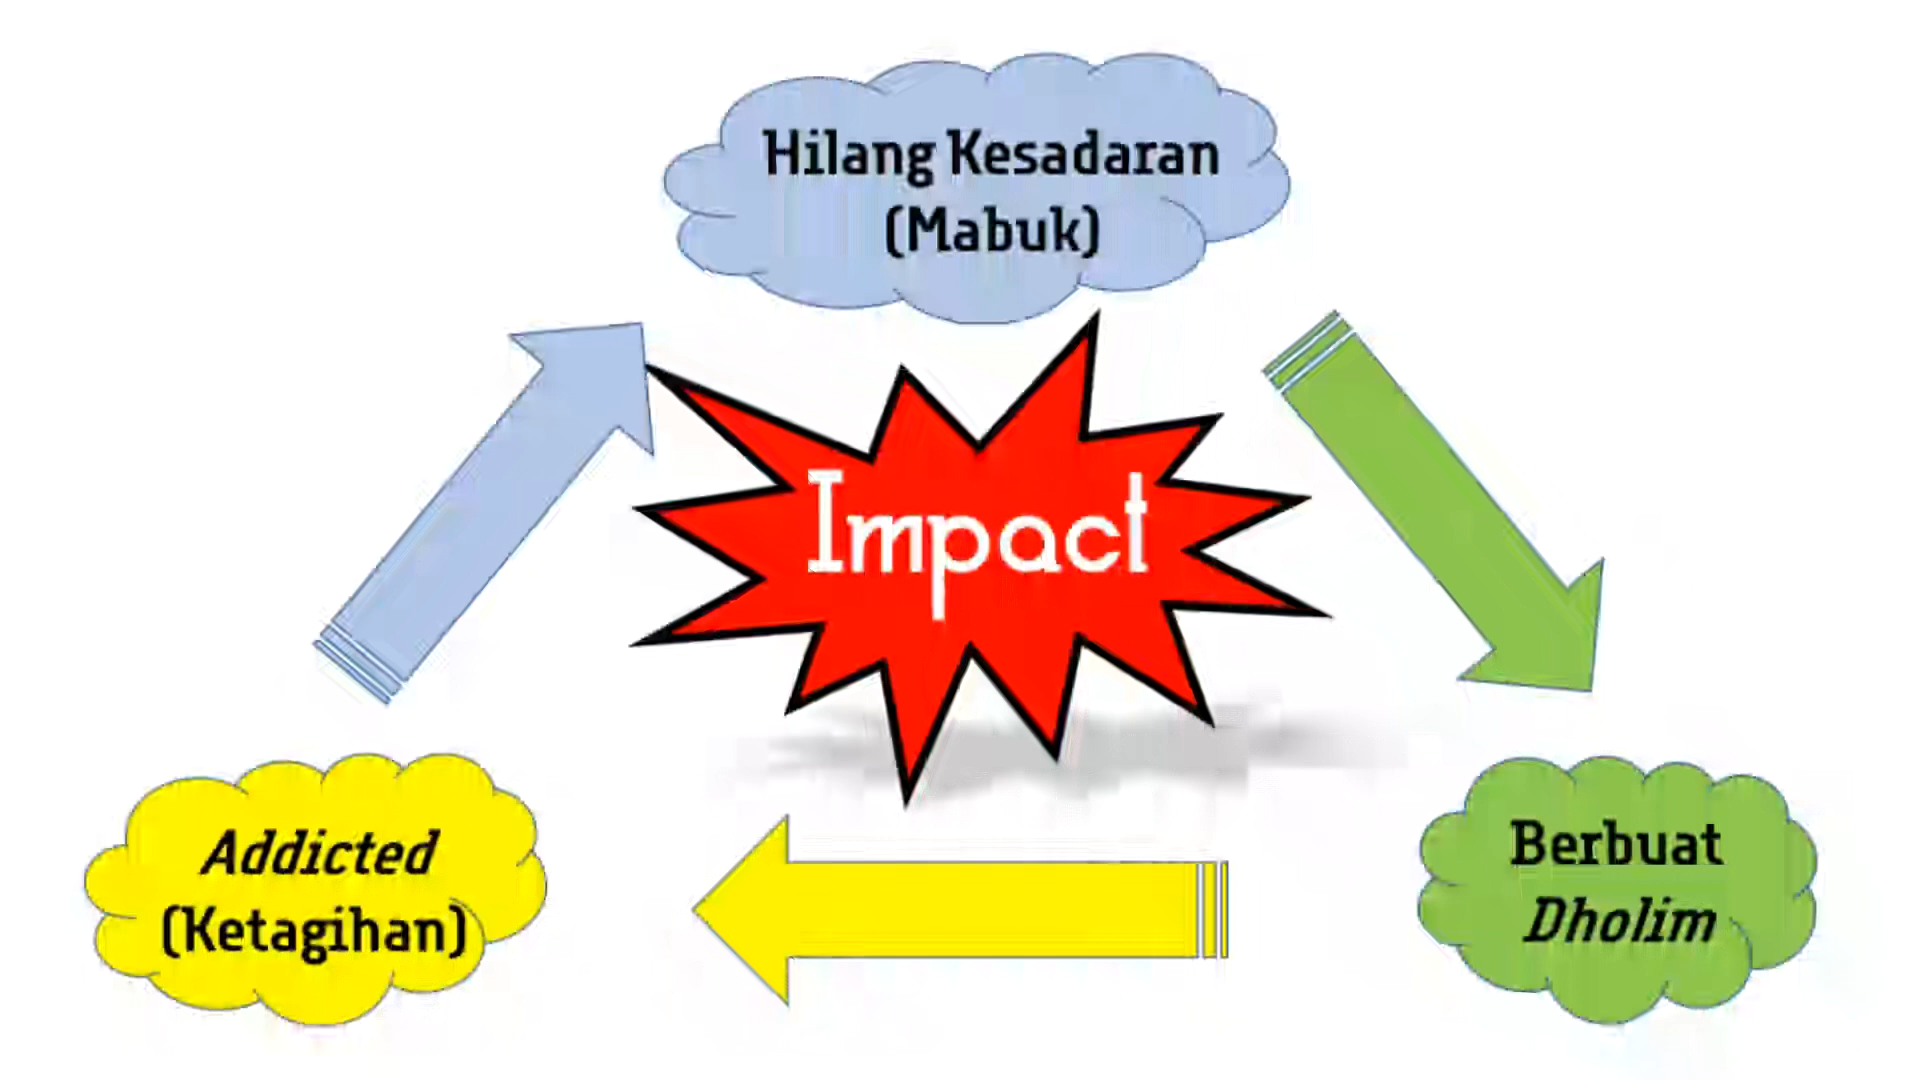 Hilang Kesadaran
(Mabuk)
Impact
Addicted
(Ketagihan)
Berbuat
Dholim